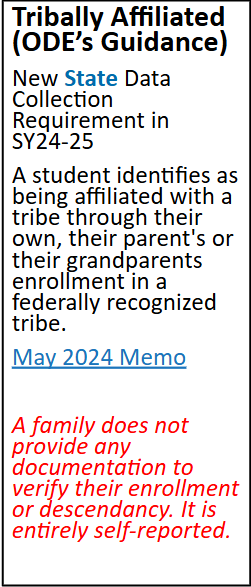 Tribally Affiliated
(ODE’s Guidance)
New State Data
Collection
Requirement in
SY24-25
A student identifies as
being affiliated with a
tribe through their
own, their parent's or
their grandparents
enrollment in a
federally recognized
tribe.
May 2024 Memo
A family does not
provide any
documentation to
verify their enrollment
or descendancy. It is
entirely self-reported.